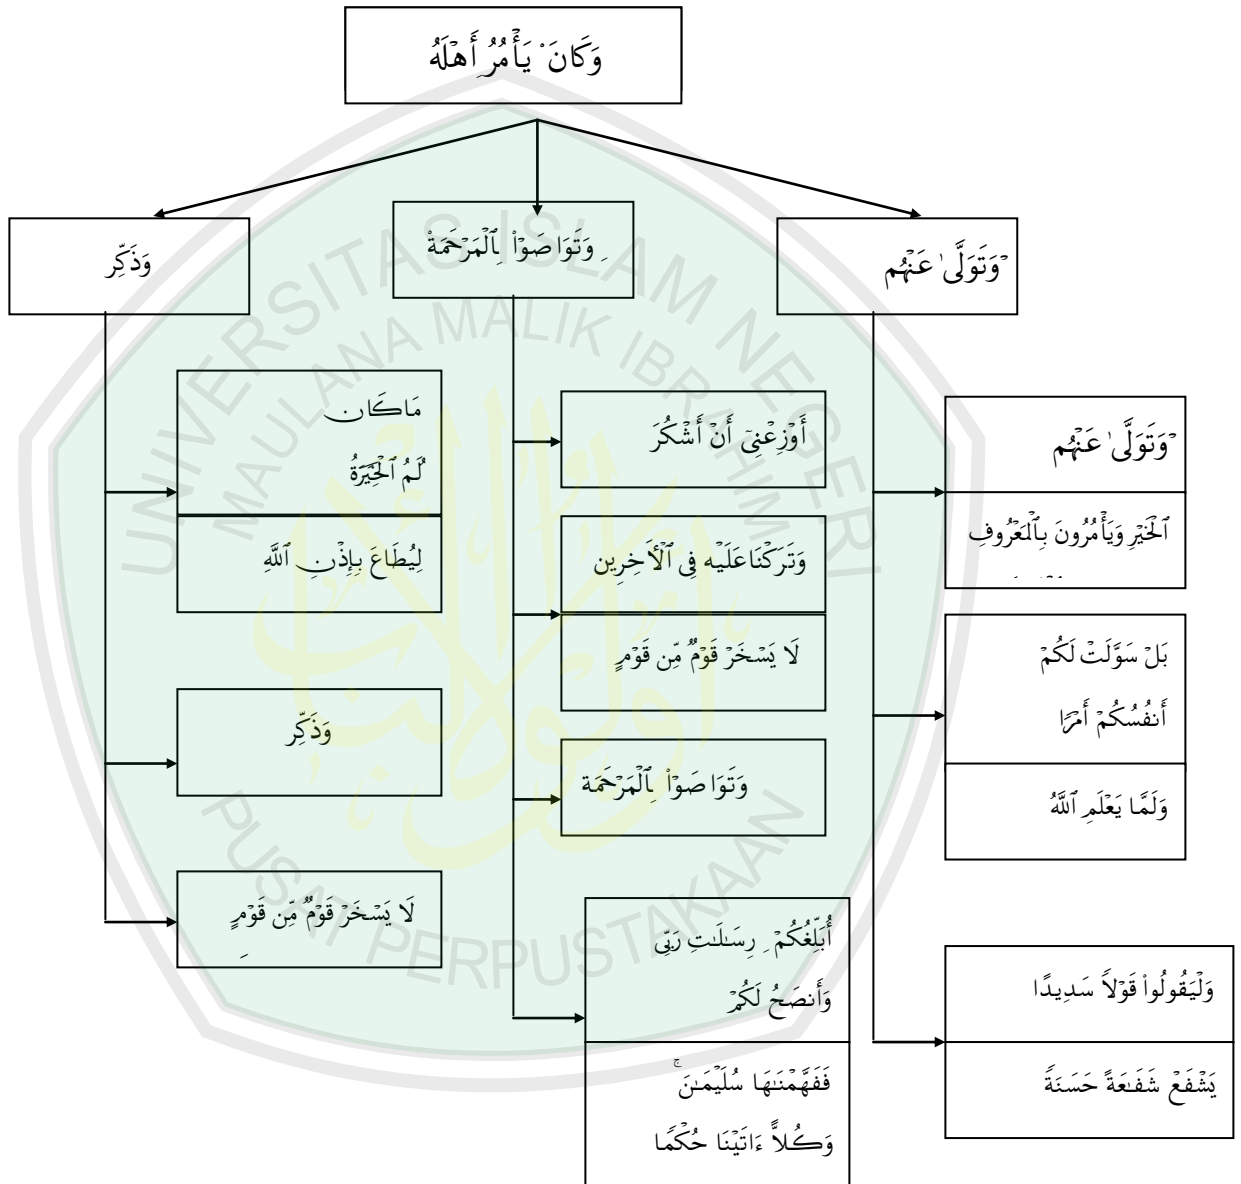 وَكَانَ يَأْمُرُ أَهْلَهُ
وَتَوَلَّىٰ عَنْهُم
وَتَوَاصَوْا۟ بِٱلْمَرْحَمَةِ
وَذَكِّر
وَتَوَلَّىٰ عَنْهُم
ٱلْخَيْرِ وَيَأْمُرُونَ بِٱلْمَعْرُوفِ
بَلْ سَوَّلَتْ لَكُمْ
أَنفُسُكُمْ أَمْرًا
وَلَمَّا يَعْلَمِ ٱللَّهُ
وَلْيَقُولُوا۟ قَوْلًا سَدِيدًا
يَشْفَعْ شَفَـٰعَةً حَسَنَةً
أَوْزِعْنِىٓ أَنْ أَشْكُرَ
وَتَرَكْنَا عَلَيْه فِى ٱلْأَخِرِين
لَا يَسْخَرْ قَوْمٌ مِّن قَوْمٍ
وَتَوَاصَوْا۟ بِٱلْمَرْحَمَة
أُبَلِّغُكُمْ رِسَـٰلَـٰتِ رَبِّى
وَأَنصَحُ لَكُمْ
فَفَهَّمْنَـٰهَا سُلَيْمَـٰنَ ۚ
وَكُلًّا ءَاتَيْنَا حُكْمًا
مَا كَان
لَهُمُ ٱلْخِيَرَةُ
لِيُطَاعَ بِإِذْنِ ٱللَّهِ
وَذَكِّر
لَا يَسْخَرْ قَوْمٌ مِّن قَوْمٍ
UNIVERSITAS ISLAM NEGERI
MAULANA MALIK IBRAHIM
PUSAT PERPUSTAKAAN